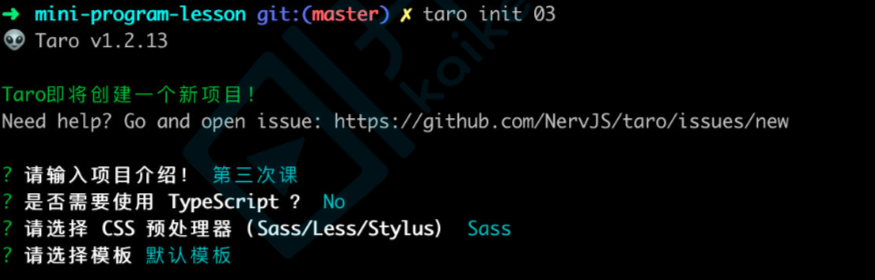 ➜ mini-program-lesson git:(master) ✗ taro init 03
👽 Taro v1.2.13
Taro即将创建一个新项目!
Need help? Go and open issue: https://github.com/NervJS/taro/issues/new
? 请输入项目介绍! 第三次课
? 是否需要使用 TypeScript ? No
? 请选择 CSS 预处理器 (Sass/Less/Stylus) Sass
? 请选择模板 默认模板